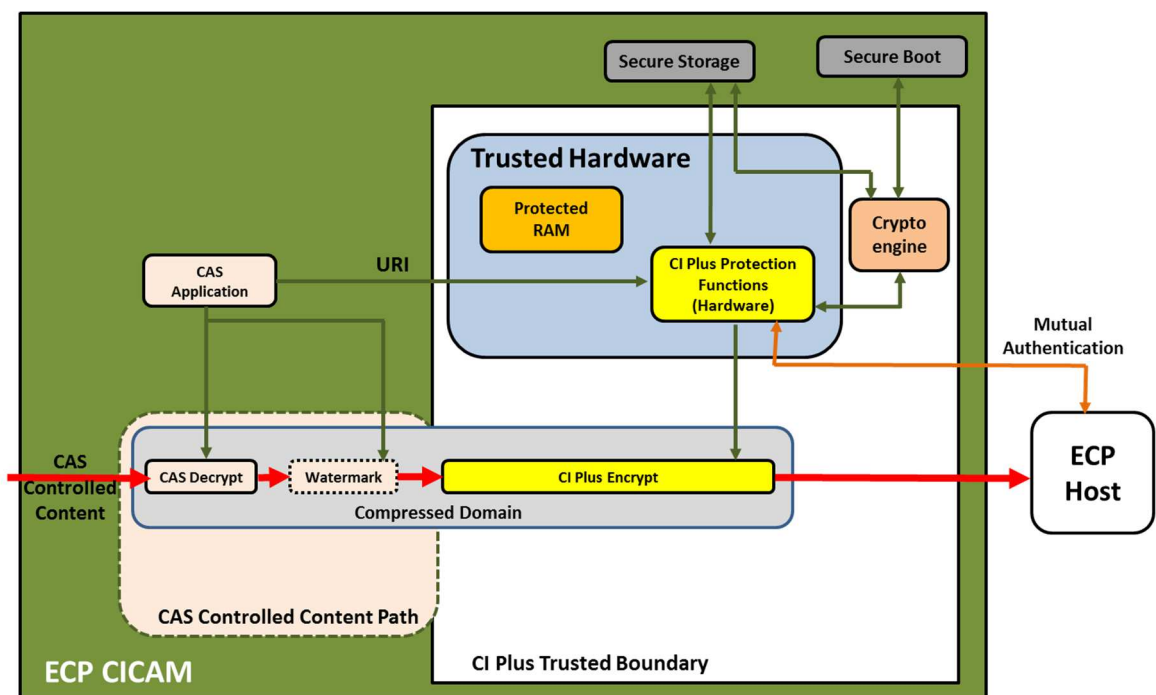 Secure Storage
Secure Boot
Trusted Hardware
Protected
RAM
Crypto
engine
CAS
Application
URI
CI Plus Protection
Functions
(Hardware)
Mutual
Authentication
CAS
Controlled
Content
CAS Decrypt
Watermark
CI Plus Encrypt
ECP
Host
Compressed Domain
CAS Controlled Content Path
CI Plus Trusted Boundary
ECP CICAM